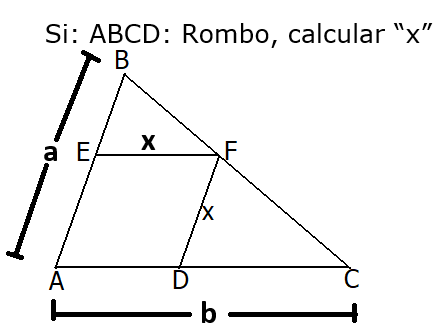 Si: ABCD: Rombo, calcular “x”
B
a E x F
x
A D C
b